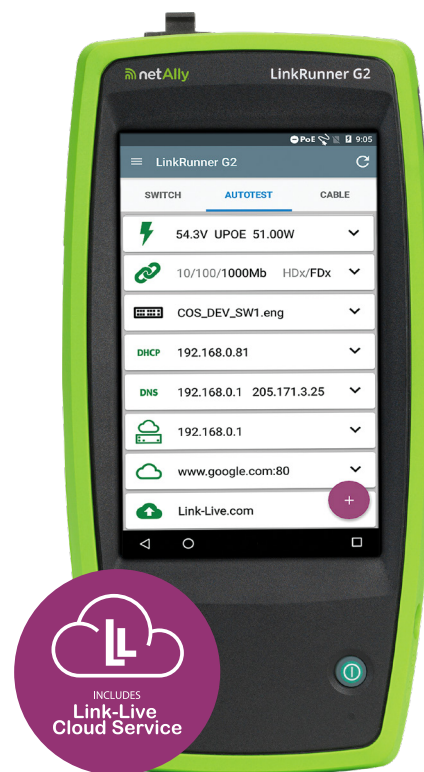 netAlly LinkRunner G2
PoE 9:05
LinkRunner G2
SWITCH AUTOTEST CABLE
54.3V UPOE 51.00W
10/100/1000Mb HDx/FDx
COS_DEV_SW1.eng
DHCP 192.168.0.81
DNS 192.168.0.1 205.171.3.25
192.168.0.1
www.google.com:80
+
Link-Live.com
LL
INCLUDES
Link-Live
Cloud Service